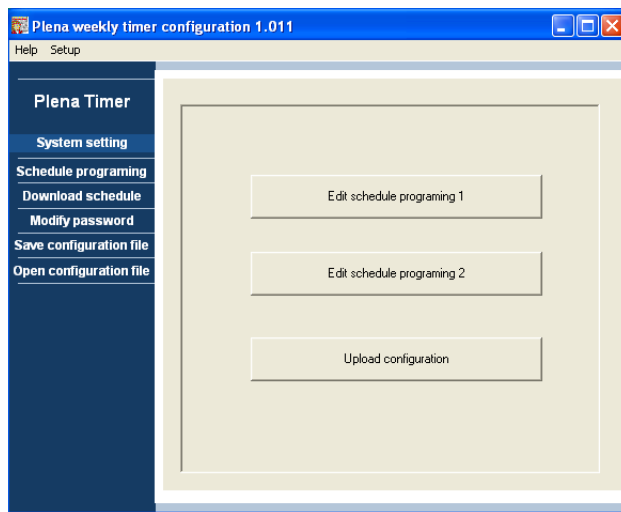 Plena weekly timer configuration 1.011
Help Setup
Plena Timer
System setting
Schedule programing
Download schedule
Modify password
Save configuration file
Open configuration file
Edit schedule programing 1
Edit schedule programing 2
Upload configuration